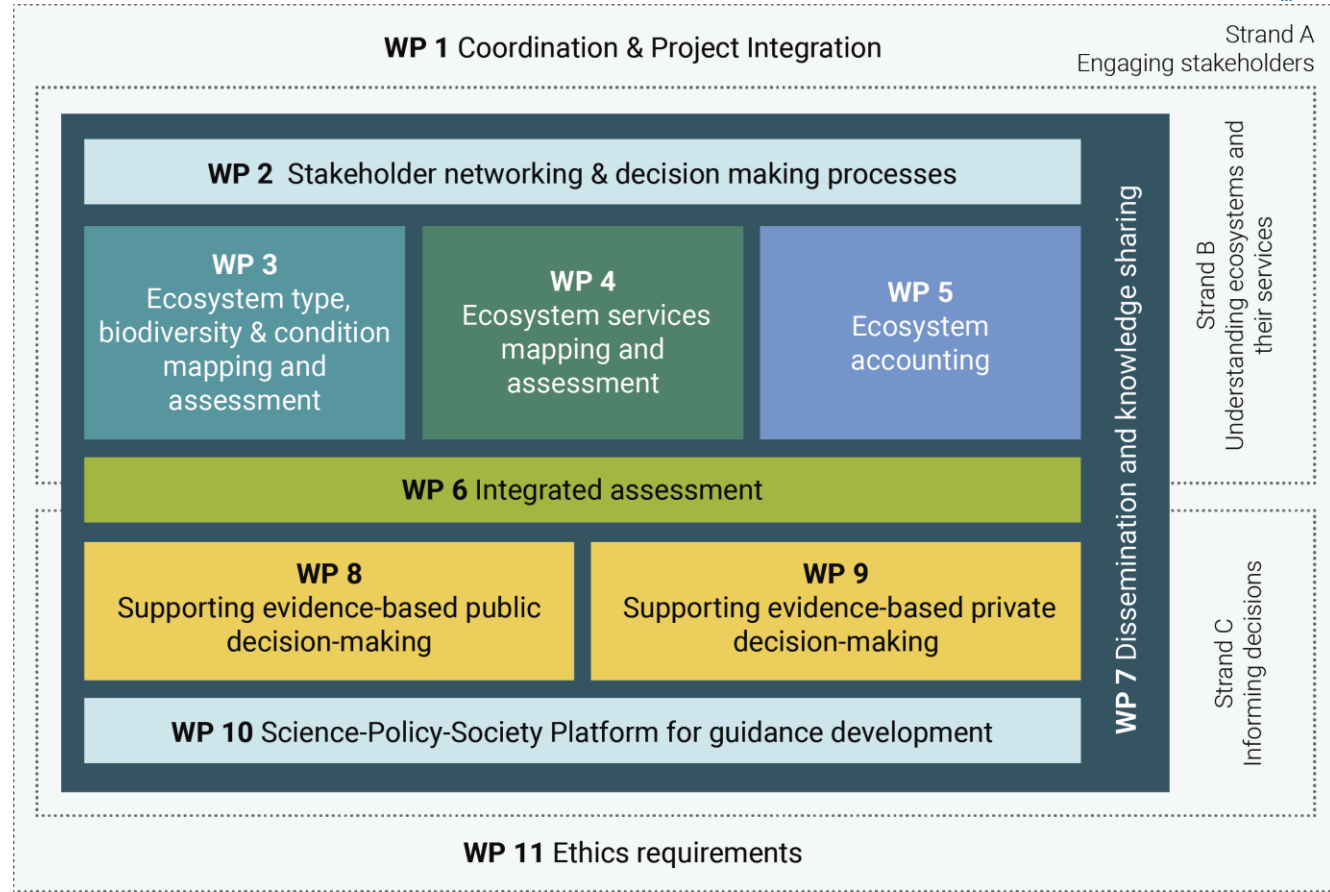 WP 1 Coordination & Project Integration
Strand A
Engaging stakeholders
WP 2 Stakeholder networking & decision making processes
WP 3
Ecosystem type,
biodiversity & condition
mapping and
assessment
WP 4
Ecosystem services
mapping and
assessment
WP 5
Ecosystem
accounting
WP 6 Integrated assessment
WP 8
Supporting evidence-based public
decision-making
WP 9
Supporting evidence-based private
decision-making
WP 10 Science-Policy-Society Platform for guidance development
WP 7 Dissemination and knowledge sharing
Strand B
Understanding ecosystems and
their services
Strand C
Informing decisions
WP 11 Ethics requirements